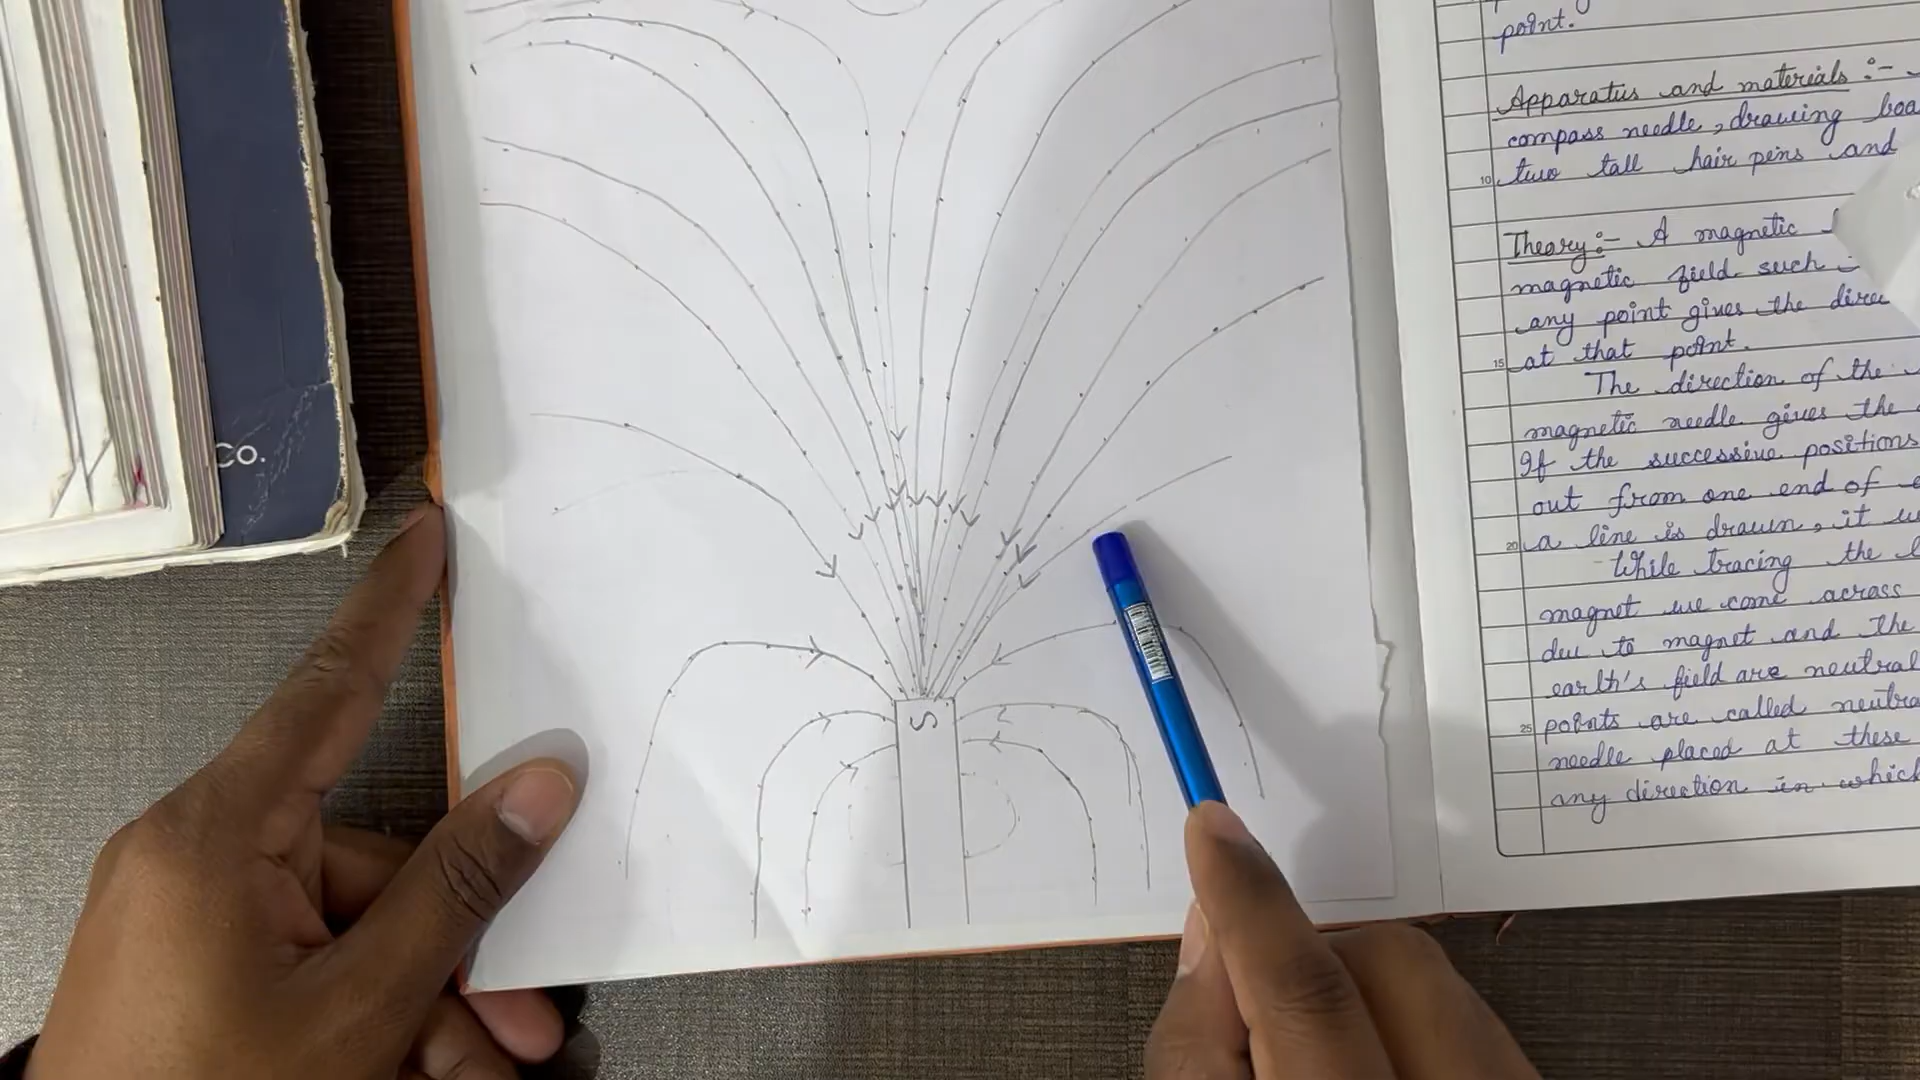 point.
Apparatus and materials :-
compass needle, drawing boa
two tall hair pins and
10
Theory :- A magnetic
magnetic field such
any point gives the direc
15 at that point.
The direction of the
magnetic needle gives the
If the successive positions
out from one end of
20 a line is drawn, it w
While tracing the l
magnet we come across
due to magnet and the
earth's field are neutral
25 points are called neutra
needle placed at these
any direction in which
CO.
S